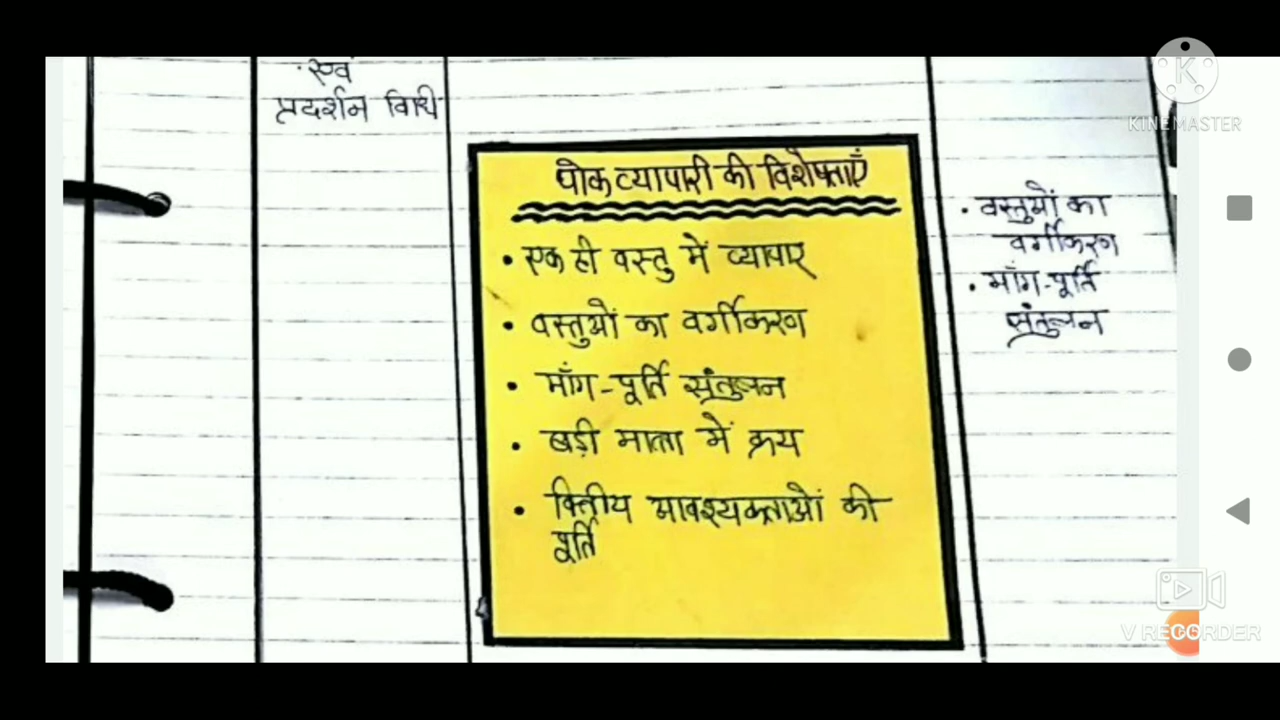 एवं
प्रदर्शन विधि
थोक व्यापारी की विशेषताएँ
• एक ही वस्तु में व्यापार
• वस्तुओं का वर्गीकरण
• माँग-पूर्ति संतुलन
• बड़ी मात्रा में क्रय
• वित्तीय आवश्यकताओं की
पूर्ति
• वस्तुओं का
वर्गीकरण
• माँग-पूर्ति
संतुलन
KINEMASTER
V RECORDER